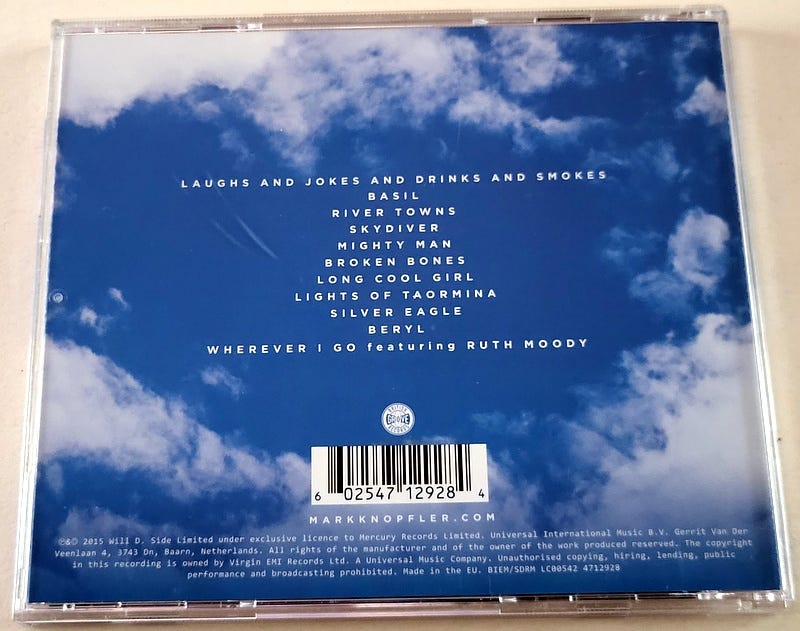 LAUGHS AND JOKES AND DRINKS AND SMOKES
BASIL
RIVER TOWNS
SKYDIVER
MIGHTY MAN
BROKEN BONES
LONG COOL GIRL
LIGHTS OF TAORMINA
SILVER EAGLE
BERYL
WHEREVER I GO featuring RUTH MOODY
BRITISH
GROOVE
RECORDS
6 02547 12928 4
MARKKNOPFLER.COM
℗&© 2015 Will D. Side Limited under exclusive licence to Mercury Records Limited. Universal International Music B.V. Gerrit Van Der
Veenlaan 4, 3743 Dn, Baarn, Netherlands. All rights of the manufacturer and of the owner of the work produced reserved. The copyright
in this recording is owned by Virgin EMI Records Ltd. A Universal Music Company. Unauthorised copying, hiring, lending, public
performance and broadcasting prohibited. Made in the EU. BIEM/SDRM LC00542 4712928